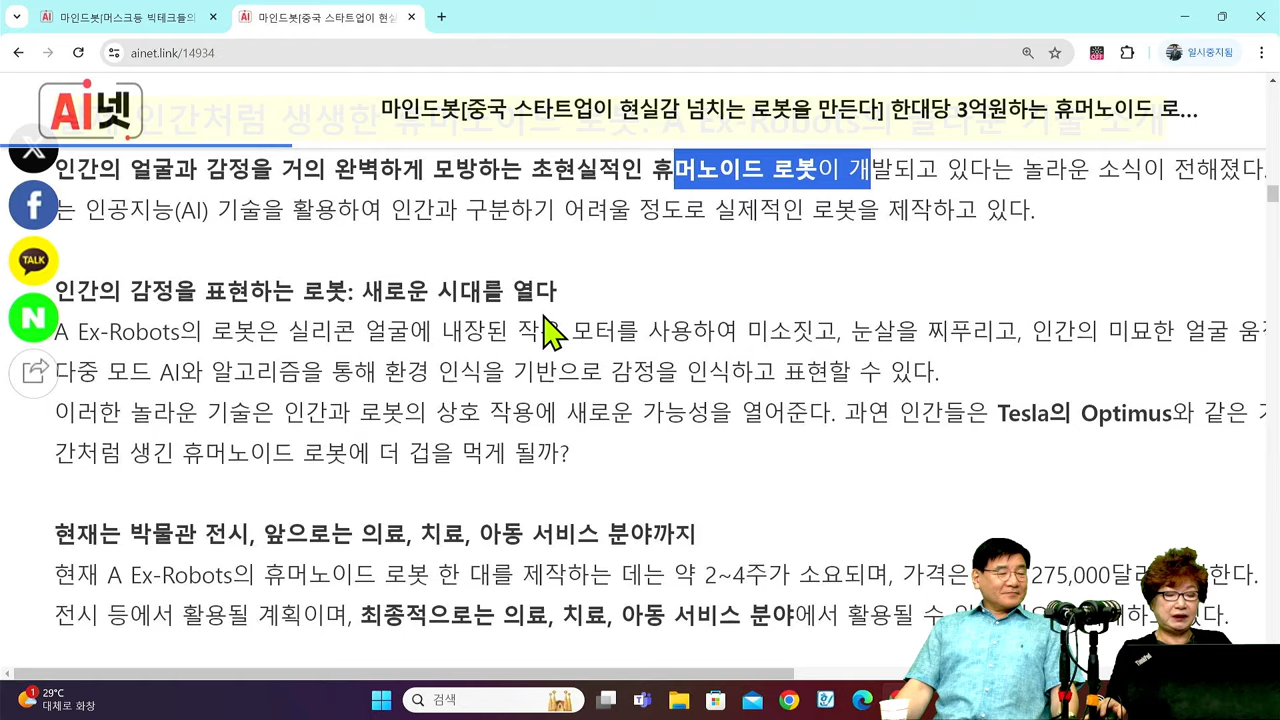 마인드봇[머스크등 빅테크들의
마인드봇[중국 스타트업이 현실
ainet.link/14934
OFF
일시중지됨
Ai넷
마인드봇[중국 스타트업이 현실감 넘치는 로봇을 만든다] 한대당 3억원하는 휴머노이드 로...
인간의 얼굴과 감정을 거의 완벽하게 모방하는 초현실적인 휴머노이드 로봇이 개발되고 있다는 놀라운 소식이 전해졌다.
는 인공지능(AI) 기술을 활용하여 인간과 구분하기 어려울 정도로 실제적인 로봇을 제작하고 있다.
TALK
N
인간의 감정을 표현하는 로봇: 새로운 시대를 열다
A Ex-Robots의 로봇은 실리콘 얼굴에 내장된 모터를 사용하여 미소짓고, 눈살을 찌푸리고, 인간의 미묘한 얼굴
다중 모드 AI와 알고리즘을 통해 환경 인식을 기반으로 감정을 인식하고 표현할 수 있다.
이러한 놀라운 기술은 인간과 로봇의 상호 작용에 새로운 가능성을 열어준다. 과연 인간들은 Tesla의 Optimus와 같은
간처럼 생긴 휴머노이드 로봇에 더 겁을 먹게 될까?
현재는 박물관 전시, 앞으로는 의료, 치료, 아동 서비스 분야까지
현재 A Ex-Robots의 휴머노이드 로봇 한 대를 제작하는 데는 약 2~4주가 소요되며, 가격은 275,000달러
전시 등에서 활용될 계획이며, 최종적으로는 의료, 치료, 아동 서비스 분야에서 활용될 수
1
29°C
대체로 화창
검색
ThinkPad